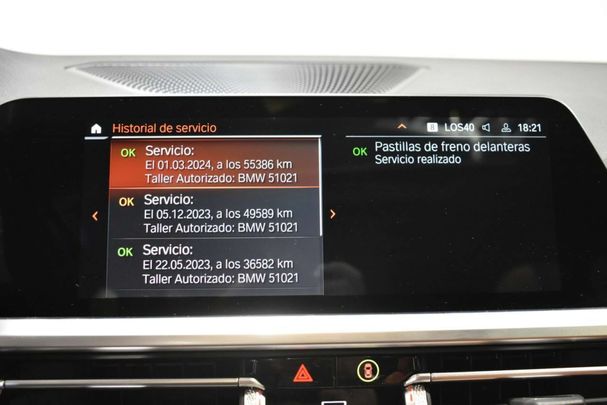 Historial de servicio
LOS40
18:21
OK Servicio:
El 01.03.2024, a los 55386 km
Taller Autorizado: BMW 51021
OK Servicio:
El 05.12.2023, a los 49589 km
Taller Autorizado: BMW 51021
OK Servicio:
El 22.05.2023, a los 36582 km
Taller Autorizado: BMW 51021
OK Pastillas de freno delanteras
Servicio realizado